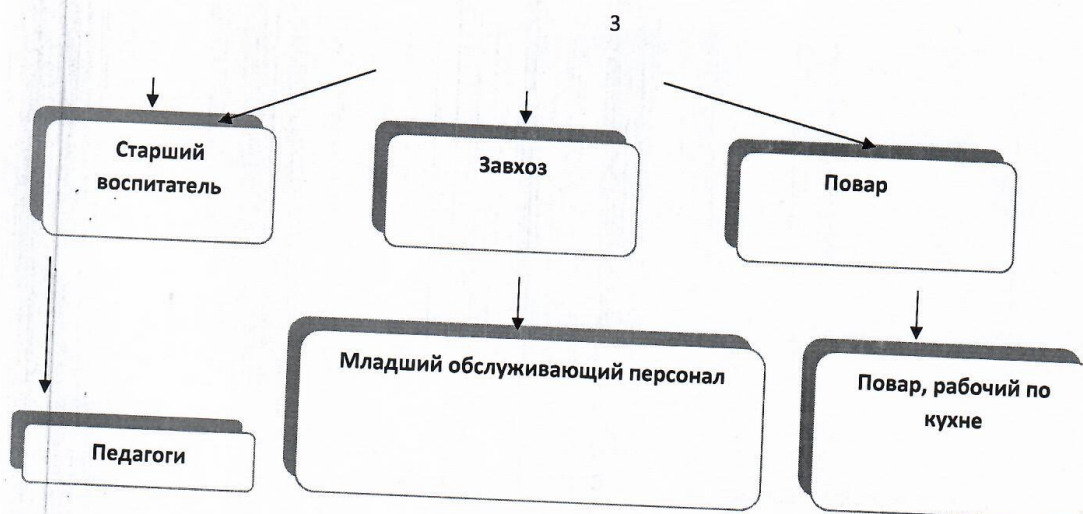 3
Старший
воспитатель
Завхоз
Повар
Младший обслуживающий персонал
Повар, рабочий по
кухне
Педагоги